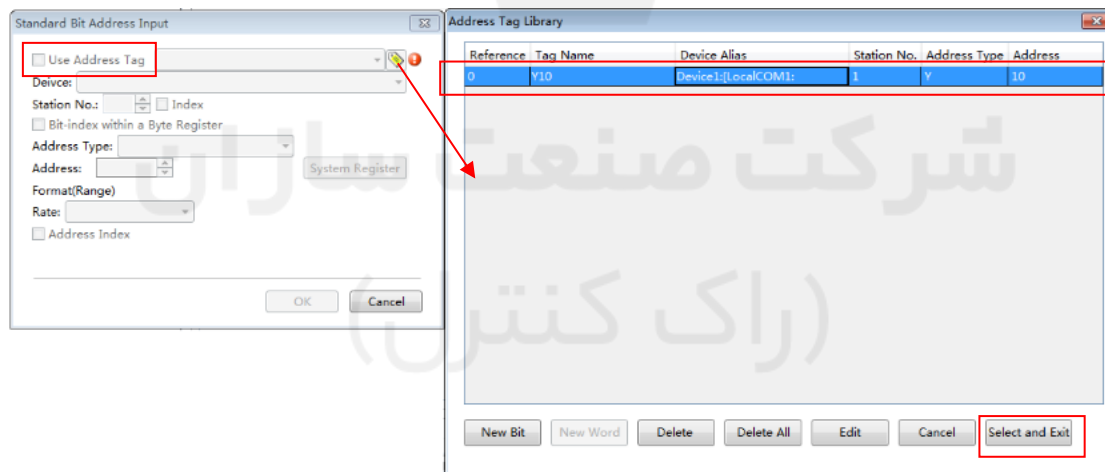 Standard Bit Address Input
Use Address Tag
Deivce:
Station No.:
Index
Bit-index within a Byte Register
Address Type:
Address:
System Register
Format(Range)
Rate:
Address Index
OK
Cancel
Address Tag Library
Reference Tag Name Device Alias Station No. Address Type Address
0 Y10 Device1:[LocalCOM1: 1 Y 10
New Bit New Word Delete Delete All Edit Cancel Select and Exit
شرکت صنعت سازان
(راک کنترل)